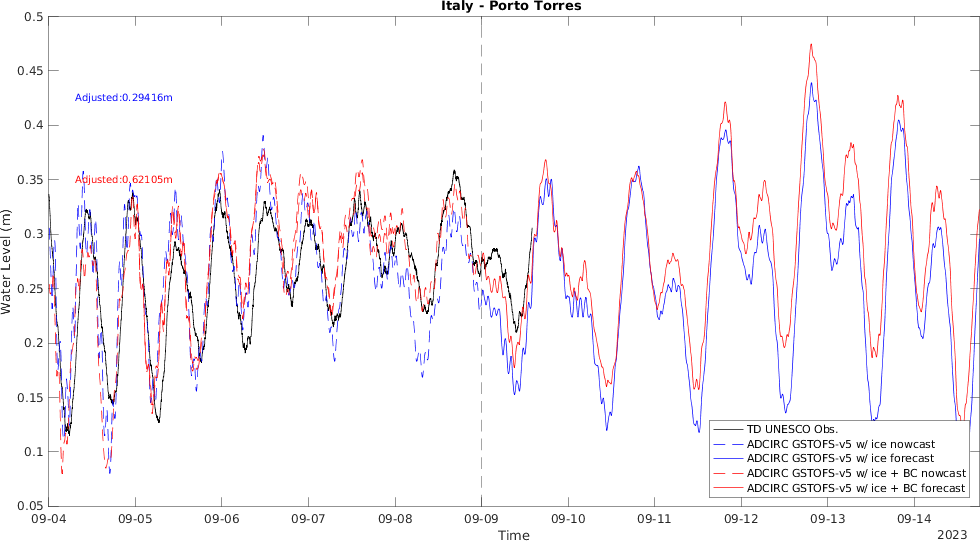 Italy - Porto Torres
0.5
0.45
0.4
0.35
0.3
0.25
0.2
0.15
0.1
0.05
Water Level (m)
Adjusted:0.29416m
Adjusted:0.62105m
TD UNESCO Obs.
ADCIRC GSTOFS-v5 w/ ice nowcast
ADCIRC GSTOFS-v5 w/ ice forecast
ADCIRC GSTOFS-v5 w/ ice + BC nowcast
ADCIRC GSTOFS-v5 w/ ice + BC forecast
09-04 09-05 09-06 09-07 09-08 09-09 09-10 09-11 09-12 09-13 09-14
Time
2023